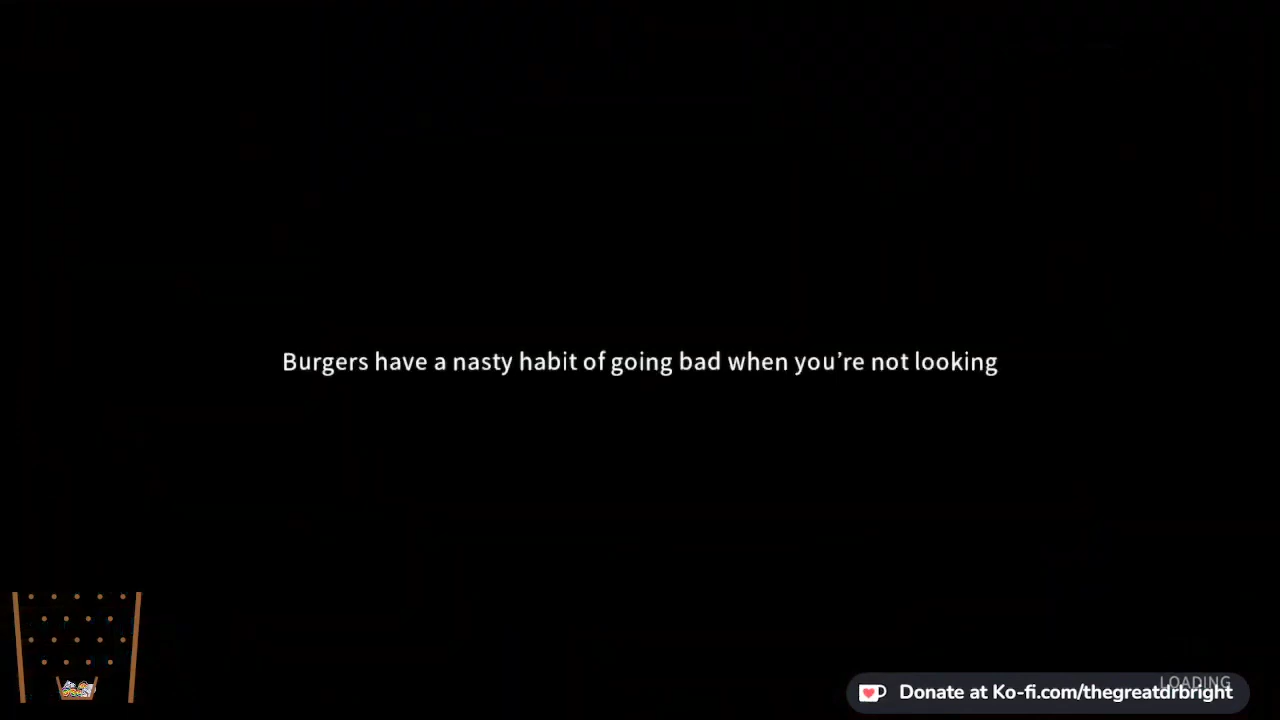 Burgers have a nasty habit of going bad when you’re not looking
LOADING
Donate at Ko-fi.com/thegreatdrbright